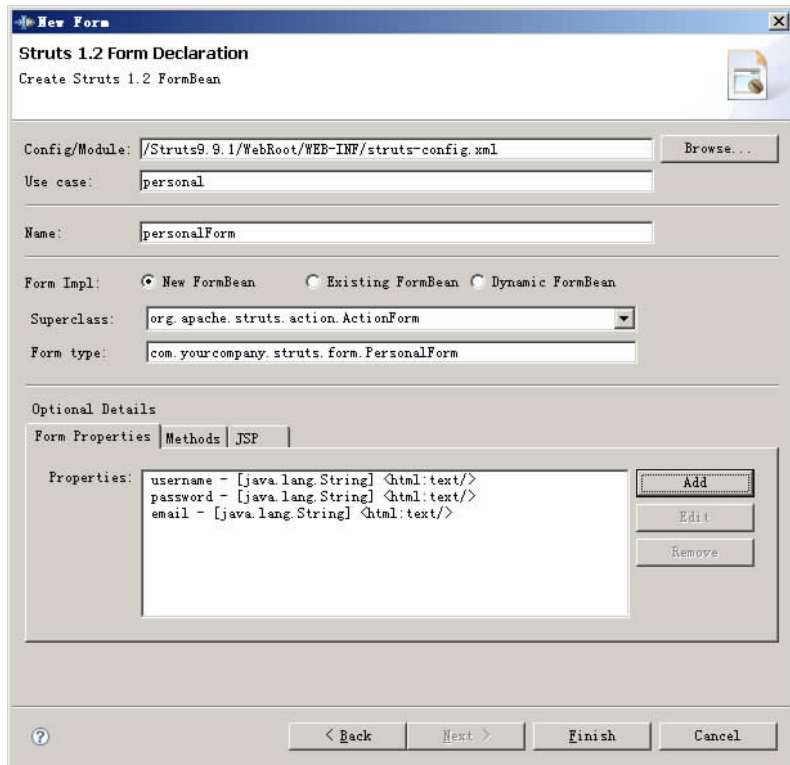 New Form
Struts 1.2 Form Declaration
Create Struts 1.2 FormBean
Config/Module: /Struts9.9.1/WebRoot/WEB-INF/struts-config.xml Browse...
Use case: personal
Name: personalForm
Form Impl: New FormBean Existing FormBean Dynamic FormBean
Superclass: org.apache.struts.action.ActionForm
Form type: com.yourcompany.struts.form.PersonalForm
Optional Details
Form Properties Methods JSP
Properties: username - [java.lang.String] <html:text/> Add
password - [java.lang.String] <html:text/>
email - [java.lang.String] <html:text/> Edit
Remove
? < Back Next > Finish Cancel